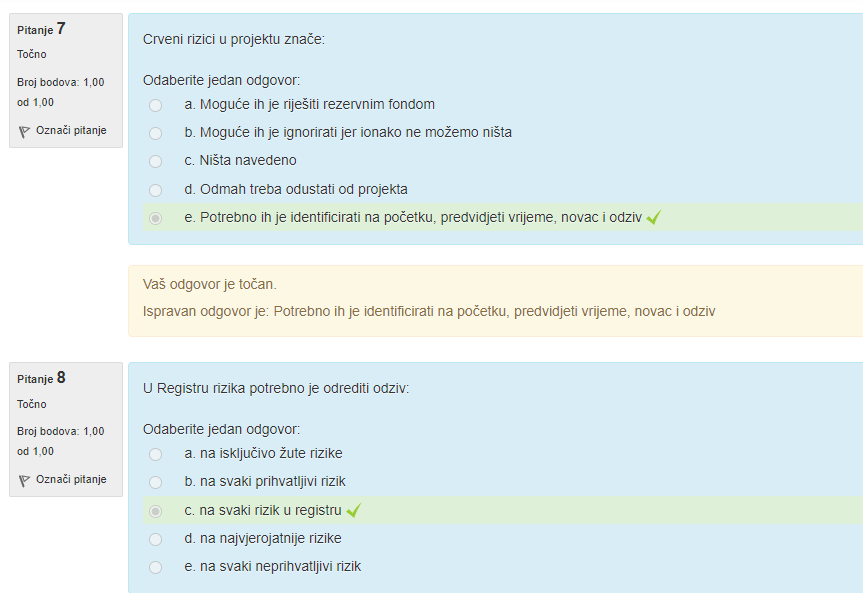 Pitanje 7
Točno
Broj bodova: 1,00
od 1,00
Označi pitanje
Crveni rizici u projektu znače:
Odaberite jedan odgovor:
a. Moguće ih je riješiti rezervnim fondom
b. Moguće ih je ignorirati jer ionako ne možemo ništa
c. Ništa navedeno
d. Odmah treba odustati od projekta
e. Potrebno ih je identificirati na početku, predvidjeti vrijeme, novac i odziv
Vaš odgovor je točan.
Ispravan odgovor je: Potrebno ih je identificirati na početku, predvidjeti vrijeme, novac i odziv
Pitanje 8
Točno
Broj bodova: 1,00
od 1,00
Označi pitanje
U Registru rizika potrebno je odrediti odziv:
Odaberite jedan odgovor:
a. na isključivo žute rizike
b. na svaki prihvatljivi rizik
c. na svaki rizik u registru
d. na najvjerojatnije rizike
e. na svaki neprihvatljivi rizik